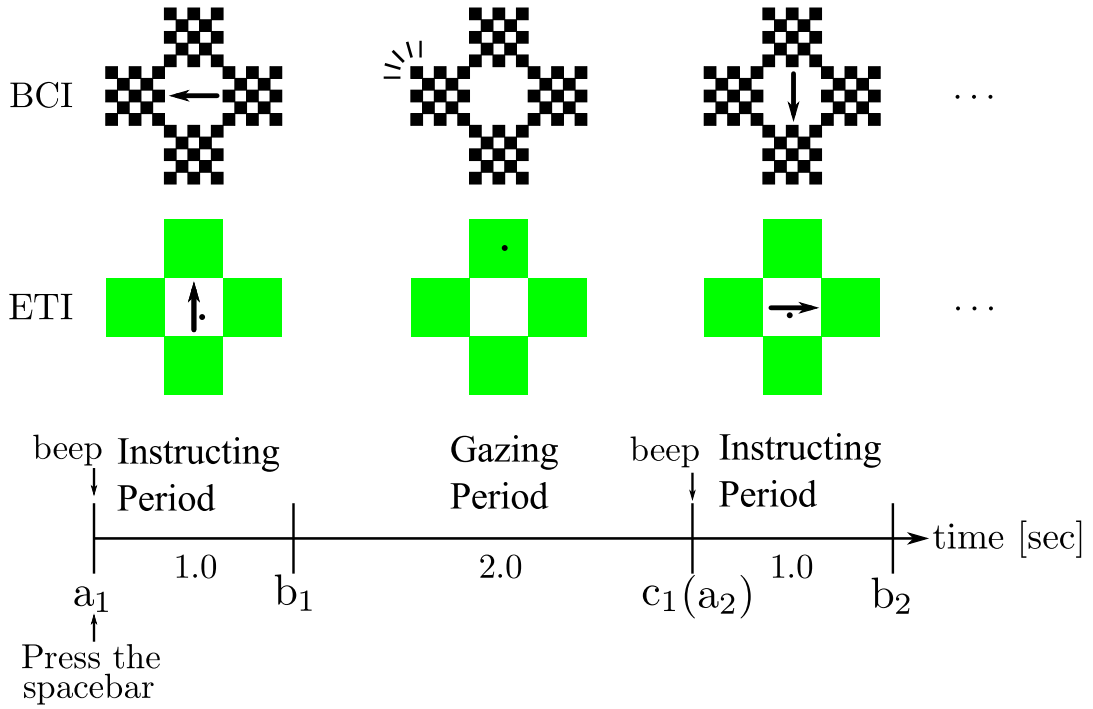 BCI
...
ETI
...
beep
Instructing
Period
Gazing
Period
beep
Instructing
Period
time [sec]
1.0
2.0
1.0
a₁
b₁
c₁(a₂)
b₂
Press the
spacebar